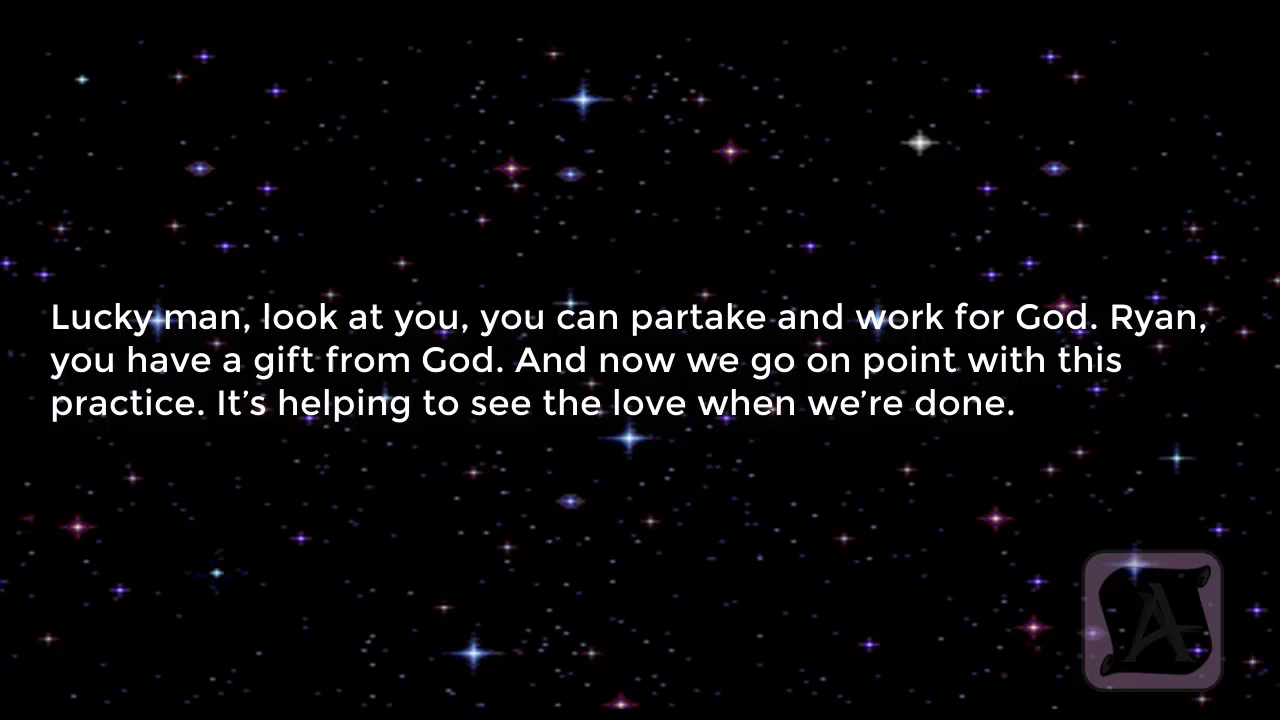 Lucky man, look at you, you can partake and work for God. Ryan,
you have a gift from God. And now we go on point with this
practice. It’s helping to see the love when we’re done.
A